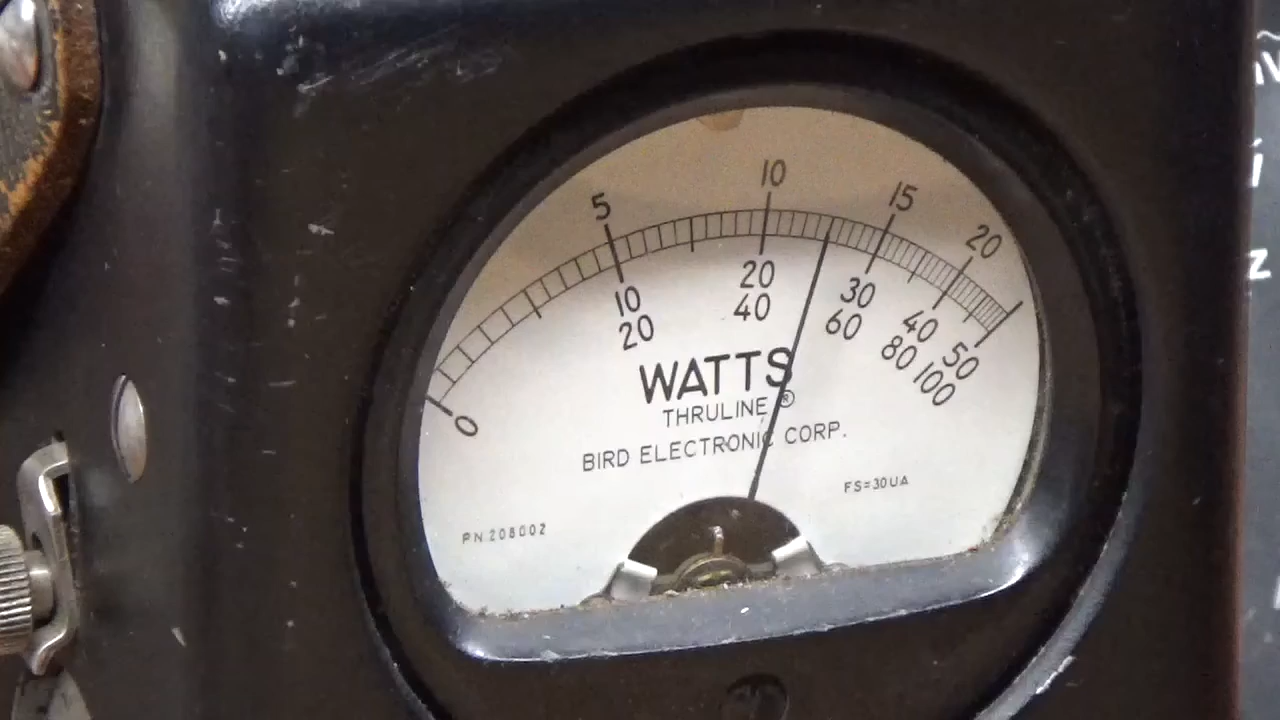 5 10 15 20
0 10 20 30 40 50
20 40 60 80 100
WATTS
THRULINE ®
BIRD ELECTRONIC CORP.
FS=30UA
PN.208002